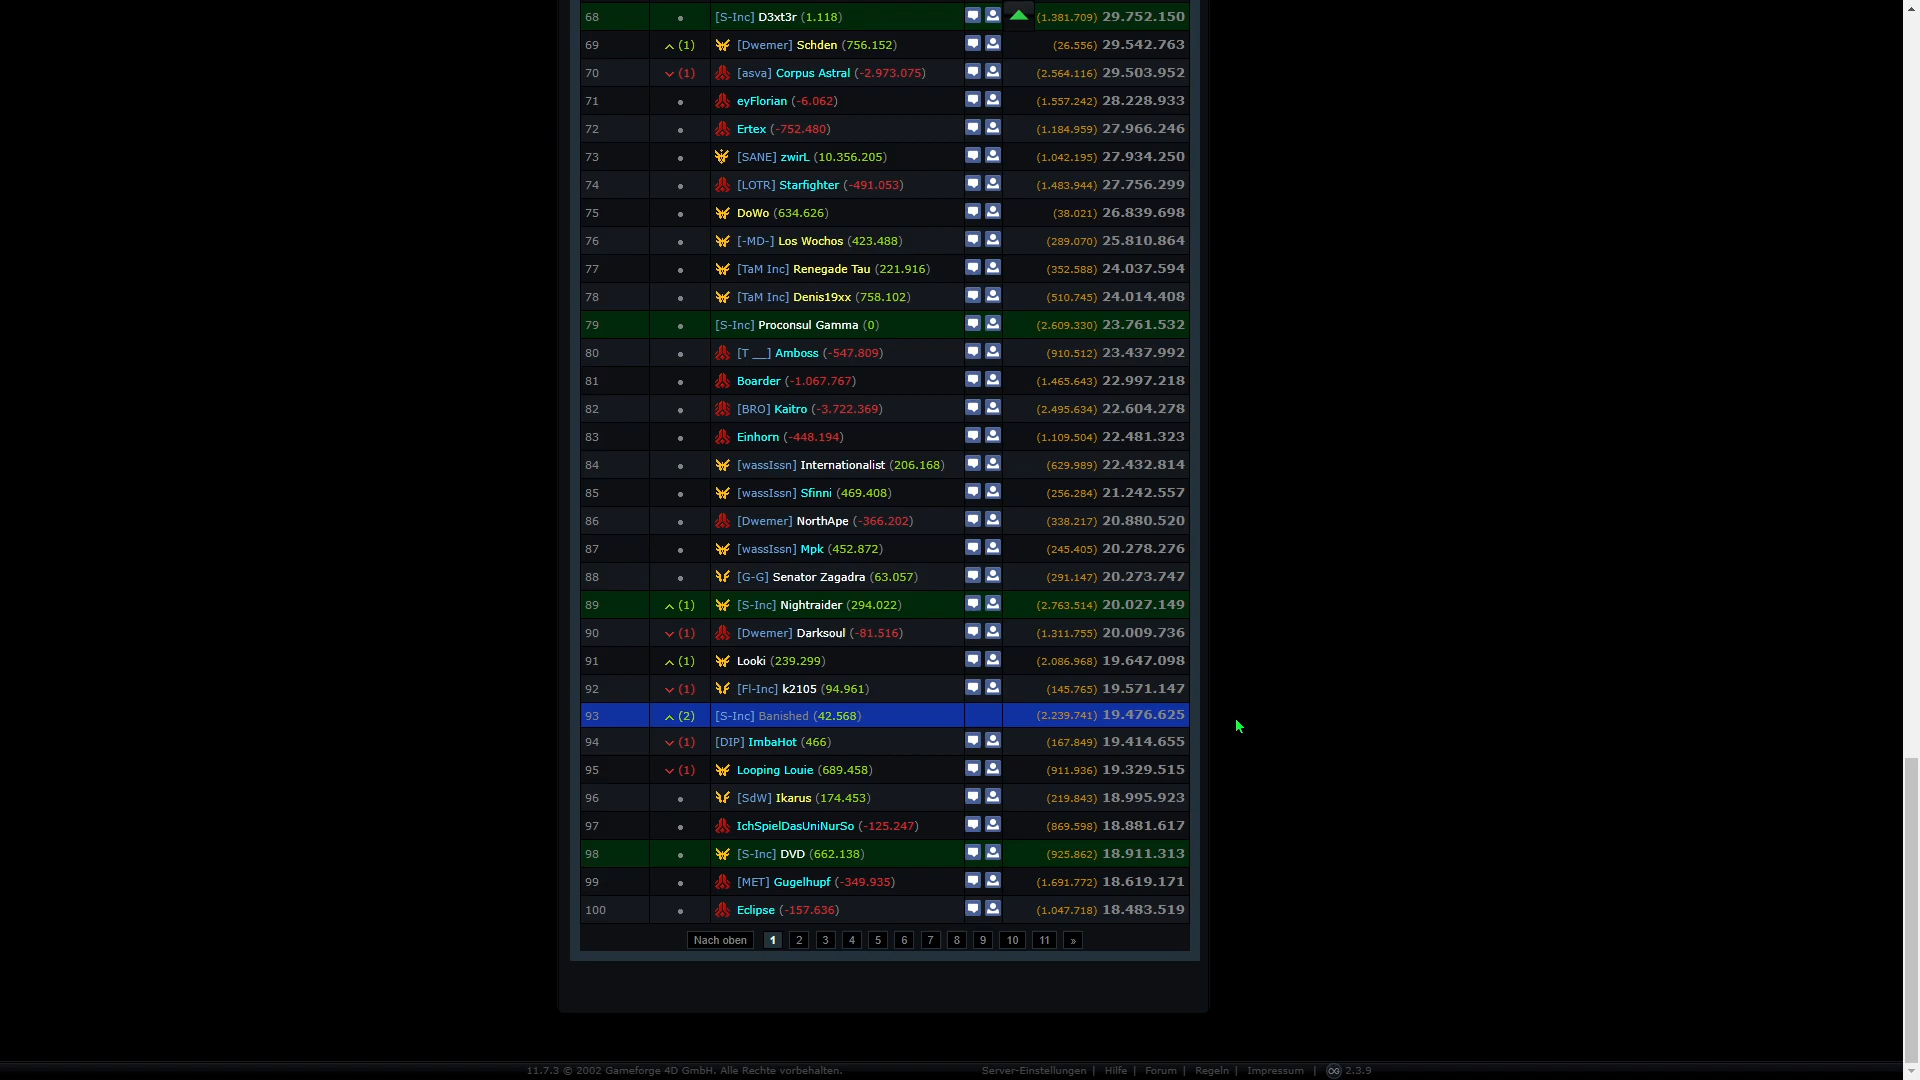 68 • [S-Inc] D3xt3r (1.118) (1.381.709) 29.752.150
69 (1) [Dwemer] Schden (756.152) (26.556) 29.542.763
70 (1) [asva] Corpus Astral (-2.973.075) (2.564.116) 29.503.952
71 • eyFlorian (-6.062) (1.557.242) 28.228.933
72 • Ertex (-752.480) (1.184.959) 27.966.246
73 • [SANE] zwirL (10.356.205) (1.042.195) 27.934.250
74 • [LOTR] Starfighter (-491.053) (1.483.944) 27.756.299
75 • DoWo (634.626) (38.021) 26.839.698
76 • [-MD-] Los Wochos (423.488) (289.070) 25.810.864
77 • [TaM Inc] Renegade Tau (221.916) (352.588) 24.037.594
78 • [TaM Inc] Denis19xx (758.102) (510.745) 24.014.408
79 • [S-Inc] Proconsul Gamma (0) (2.609.330) 23.761.532
80 • [T __] Amboss (-547.809) (910.512) 23.437.992
81 • Boarder (-1.067.767) (1.465.643) 22.997.218
82 • [BRO] Kaitro (-3.722.369) (2.495.634) 22.604.278
83 • Einhorn (-448.194) (1.109.504) 22.481.323
84 • [wassIssn] Internationalist (206.168) (629.989) 22.432.814
85 • [wassIssn] Sfinni (469.408) (256.284) 21.242.557
86 • [Dwemer] NorthApe (-366.202) (338.217) 20.880.520
87 • [wassIssn] Mpk (452.872) (245.405) 20.278.276
88 • [G-G] Senator Zagadra (63.057) (291.147) 20.273.747
89 (1) [S-Inc] Nightraider (294.022) (2.763.514) 20.027.149
90 (1) [Dwemer] Darksoul (-81.516) (1.311.755) 20.009.736
91 (1) Looki (239.299) (2.086.968) 19.647.098
92 (1) [Fl-Inc] k2105 (94.961) (145.765) 19.571.147
93 (2) [S-Inc] Banished (42.568) (2.239.741) 19.476.625
94 (1) [DIP] ImbaHot (466) (167.849) 19.414.655
95 (1) Looping Louie (689.458) (911.936) 19.329.515
96 • [SdW] Ikarus (174.453) (219.843) 18.995.923
97 • IchSpielDasUniNurSo (-125.247) (869.598) 18.881.617
98 • [S-Inc] DVD (662.138) (925.862) 18.911.313
99 • [MET] Gugelhupf (-349.935) (1.691.772) 18.619.171
100 • Eclipse (-157.636) (1.047.718) 18.483.519
Nach oben 1 2 3 4 5 6 7 8 9 10 11 »
11.7.3 © 2002 Gameforge 4D GmbH. Alle Rechte vorbehalten. Server-Einstellungen | Hilfe | Forum | Regeln | Impressum | 2.3.9